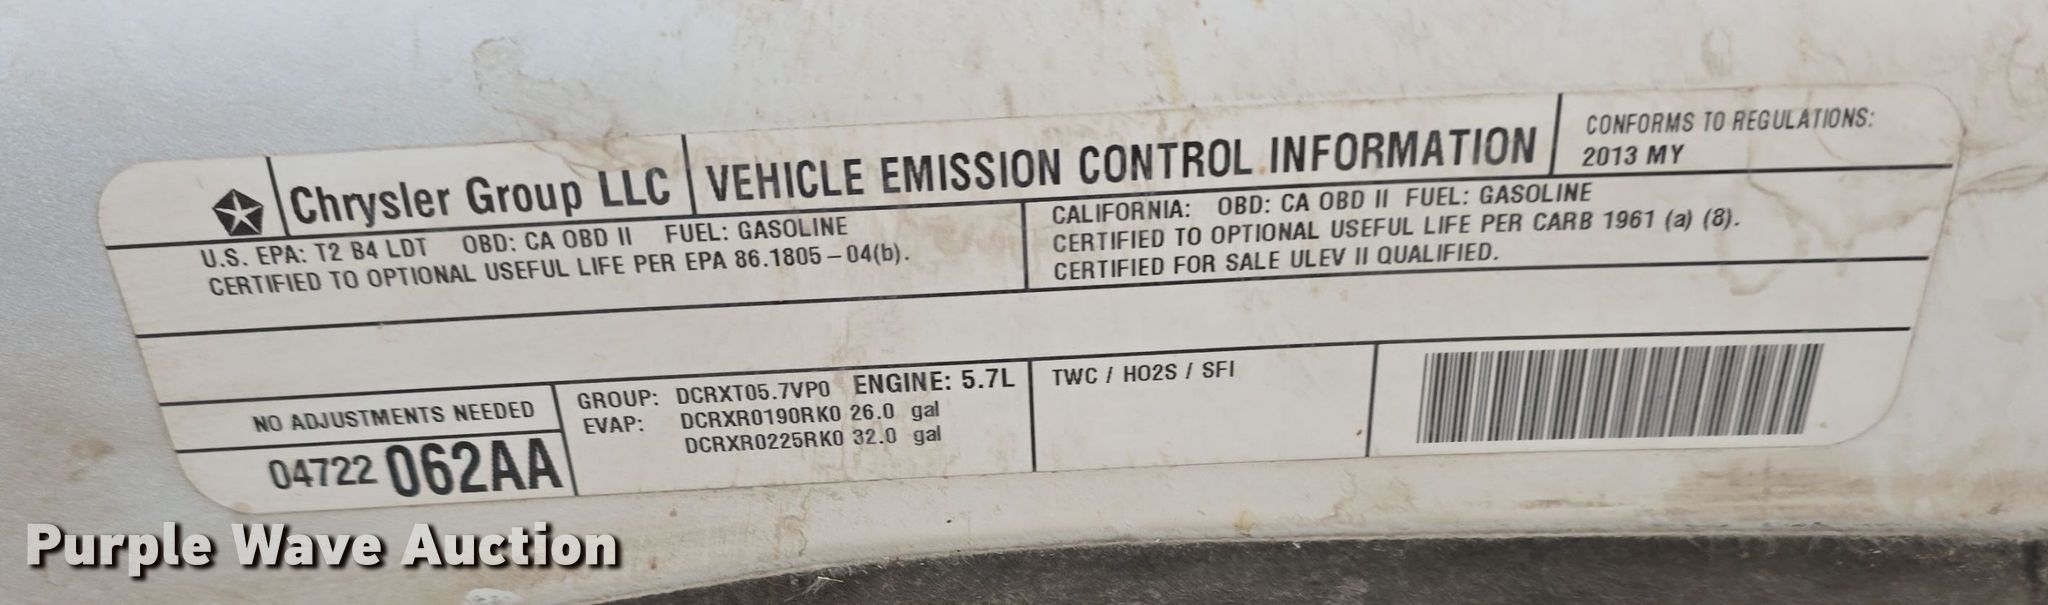 Chrysler Group LLC
VEHICLE EMISSION CONTROL INFORMATION
CONFORMS TO REGULATIONS:
2013 MY
U.S. EPA: T2 B4 LDT OBD: CA OBD II FUEL: GASOLINE
CERTIFIED TO OPTIONAL USEFUL LIFE PER EPA 86.1805-04(b).
CALIFORNIA: OBD: CA OBD II FUEL: GASOLINE
CERTIFIED TO OPTIONAL USEFUL LIFE PER CARB 1961 (a) (8).
CERTIFIED FOR SALE ULEV II QUALIFIED.
NO ADJUSTMENTS NEEDED
04722 062AA
GROUP: DCRXT05.7VP0 ENGINE: 5.7L
EVAP: DCRXR0190RK0 26.0 gal
DCRXR0225RK0 32.0 gal
TWC / HO2S / SFI
Purple Wave Auction